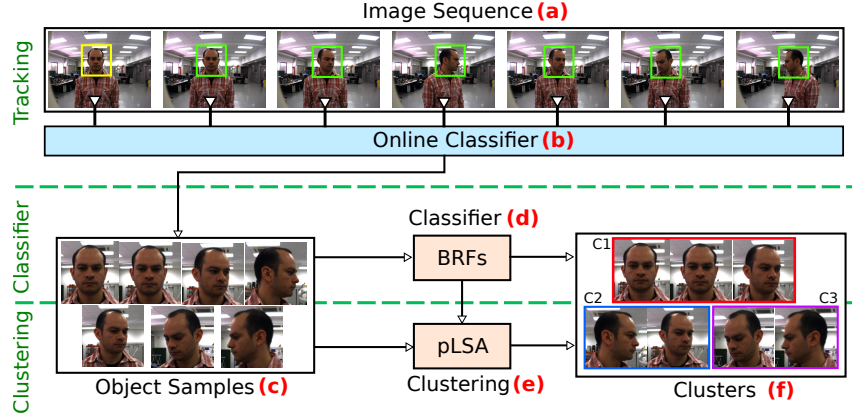 Image Sequence (a)
Tracking
Online Classifier (b)
Classifier
Classifier (d)
BRFs
C1
C2
C3
Clustering
pLSA
Object Samples (c)
Clustering (e)
Clusters (f)